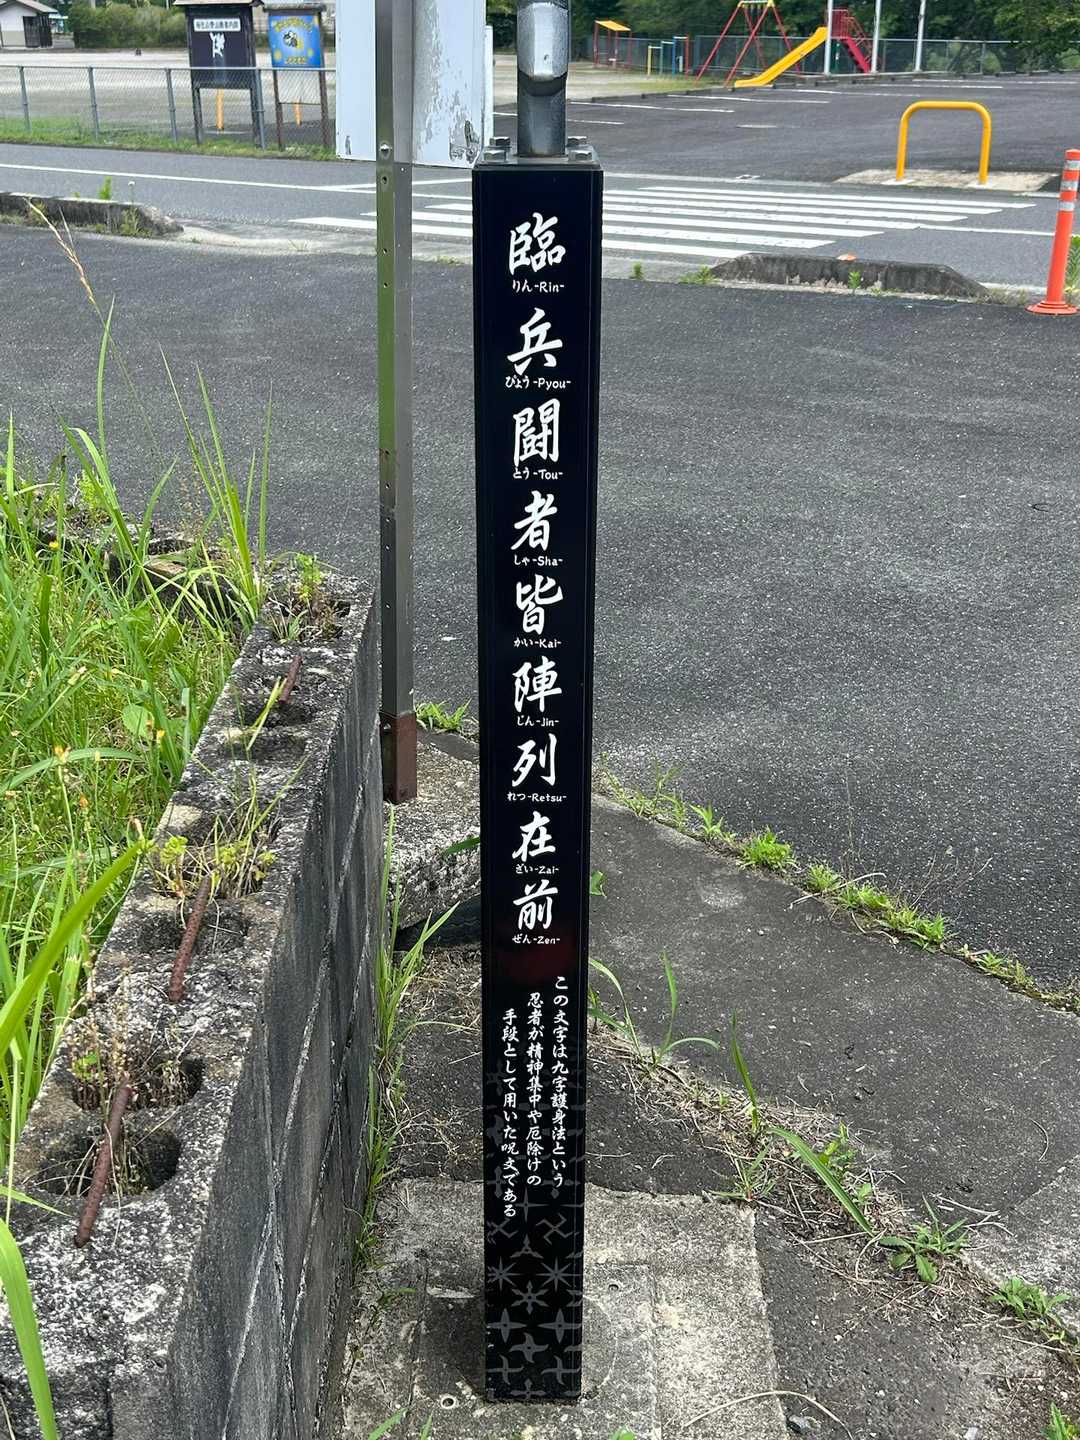 臨
りん-Rin-
兵
ぴょう-Pyou-
闘
とう-Tou-
者
しゃ-Sha-
皆
かい-Kai-
陣
じん-Jin-
列
れつ-Retsu-
在
ざい-Zai-
前
ぜん-Zen-
この文字は九字護身法という
忍者が精神集中や厄除けの
手段として用いた呪文である